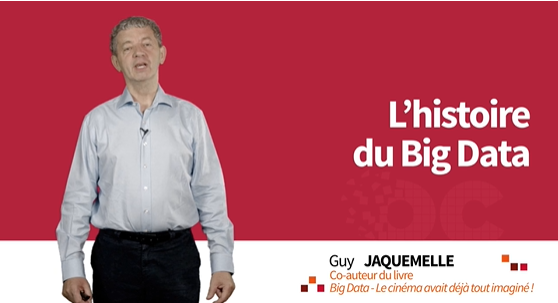 L'histoire
du Big Data
Guy JAQUEMELLE
Co-auteur du livre
Big Data - Le cinéma avait déjà tout imaginé !